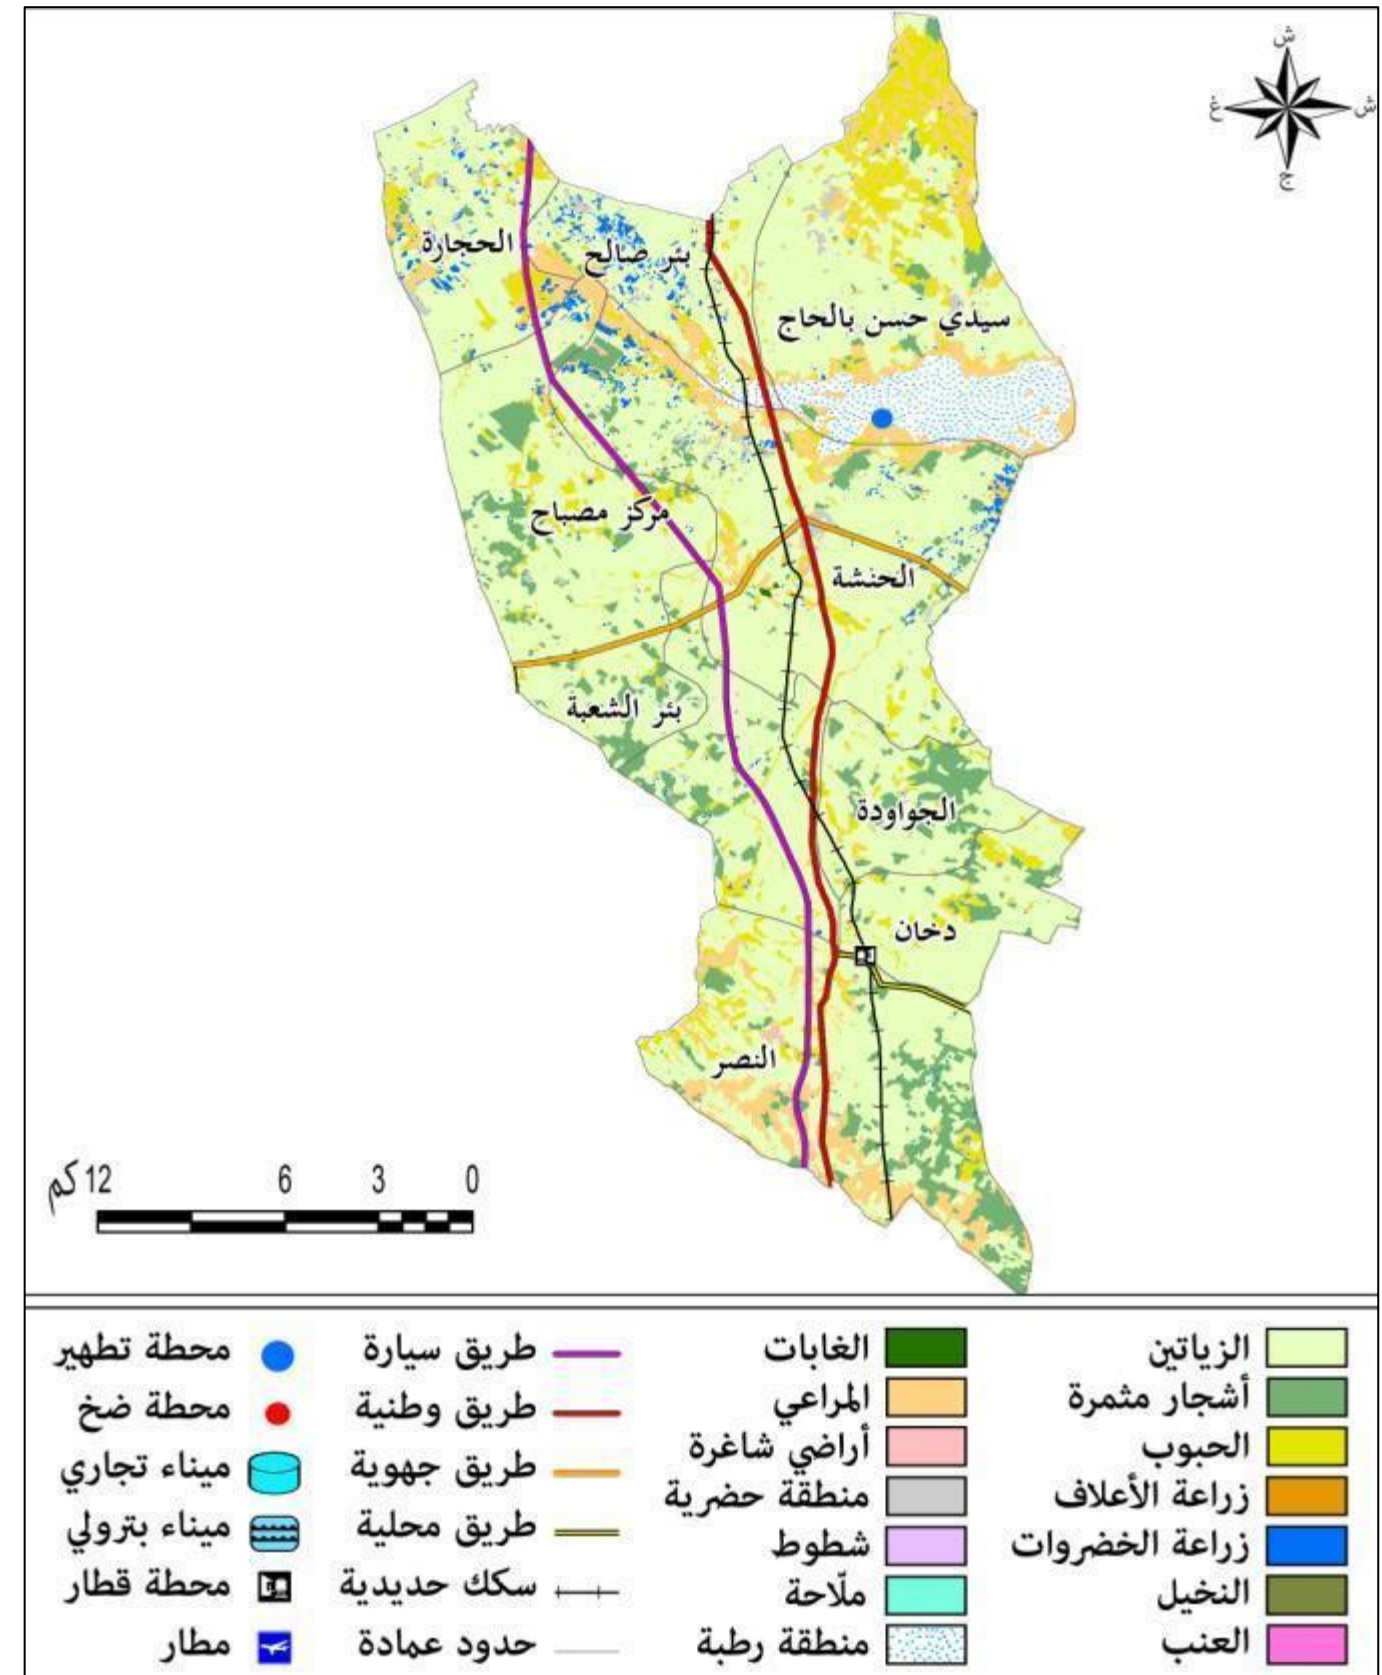 ش
غ
ش
ج
الحجارة
بئر صالح
سيدي حسن بالحاج
مركز مصباح
الحنشة
بئر الشعبة
الجواودة
دخان
النصر
12 كم
6
3
0
الزياتين
أشجار مثمرة
الحبوب
زراعة الأعلاف
زراعة الخضروات
النخيل
العنب
الغابات
المراعي
أراضي شاغرة
منطقة حضرية
شطوط
ملّاحة
منطقة رطبة
طريق سيارة
طريق وطنية
طريق جهوية
طريق محلية
سكك حديدية
حدود عمادة
محطة تطهير
محطة ضخ
ميناء تجاري
ميناء بترولي
محطة قطار
مطار